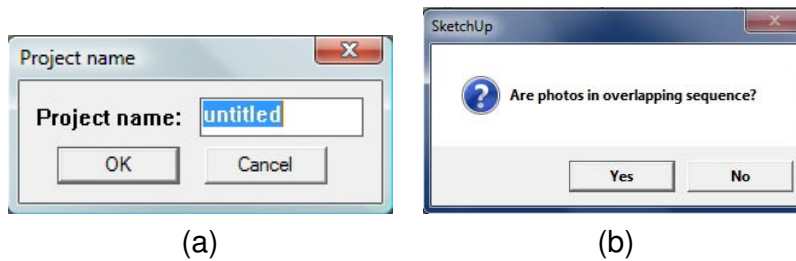 Project name
Project name: untitled
OK Cancel
(a)
SketchUp
Are photos in overlapping sequence?
Yes No
(b)